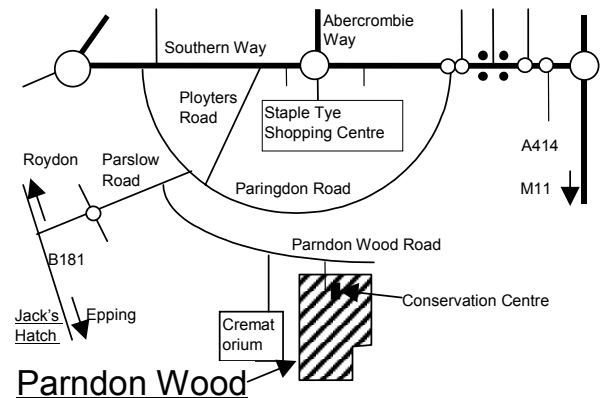 Abercrombie
Way
Southern Way
Ployters
Road
Staple Tye
Shopping Centre
A414
Roydon
Parslow
Road
Paringdon Road
M11
Parndon Wood Road
B181
Conservation Centre
Jack's
Hatch
Epping
Cremat
orium
Parndon Wood